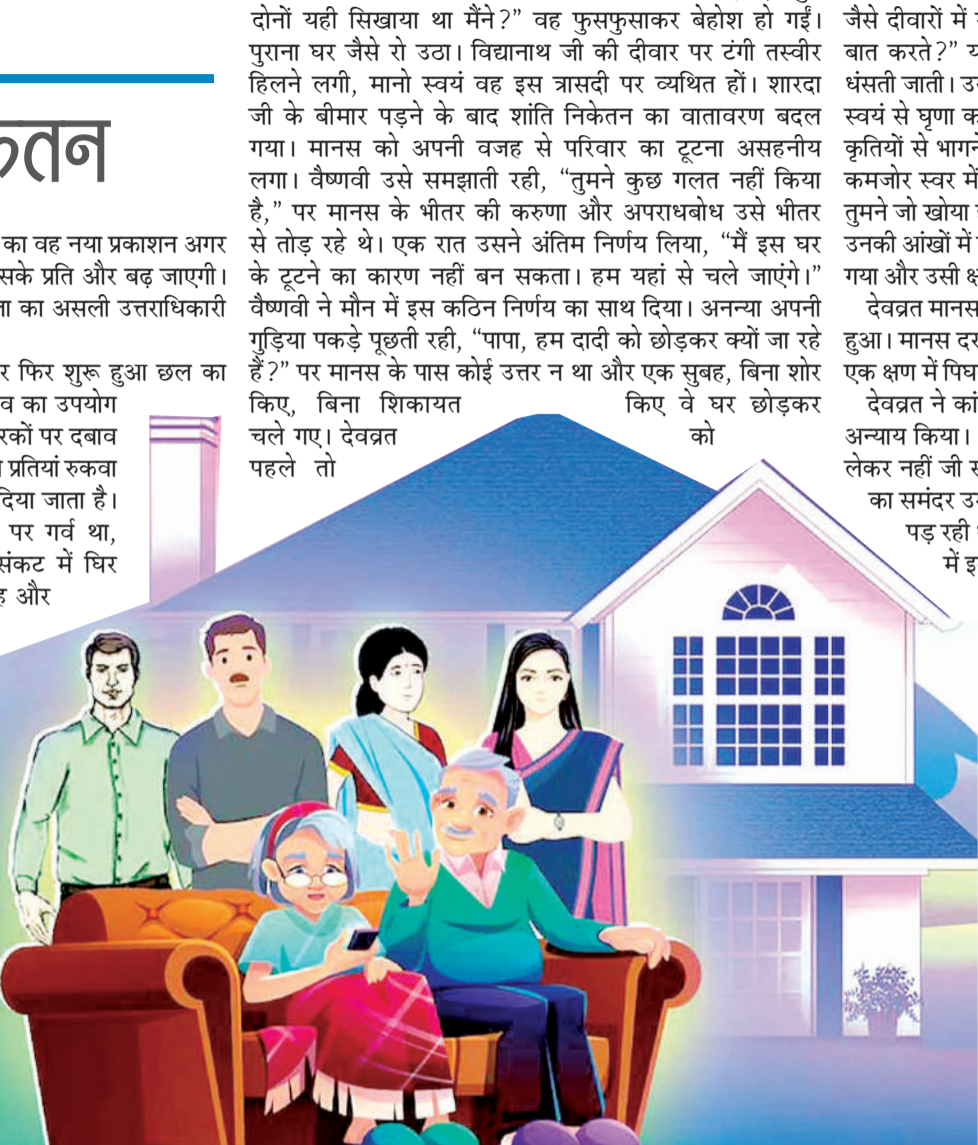 केतन
का वह नया प्रकाशन अगर
सके प्रति और बढ़ जाएगी।
ता का असली उत्तराधिकारी
र फिर शुरू हुआ छल का
व का उपयोग
रकों पर दबाव
प्रतियां रुकवा
दिया जाता है।
पर गर्व था,
संकट में घिर
ह और
दोनों यही सिखाया था मैंने?” वह फुसफुसाकर बेहोश हो गईं।
पुराना घर जैसे रो उठा। विद्यानाथ जी की दीवार पर टंगी तस्वीर
हिलने लगी, मानो स्वयं वह इस त्रासदी पर व्यथित हों। शारदा
जी के बीमार पड़ने के बाद शांति निकेतन का वातावरण बदल
गया। मानस को अपनी वजह से परिवार का टूटना असहनीय
लगा। वैष्णवी उसे समझाती रही, “तुमने कुछ गलत नहीं किया
है,” पर मानस के भीतर की करुणा और अपराधबोध उसे भीतर
से तोड़ रहे थे। एक रात उसने अंतिम निर्णय लिया, “मैं इस घर
के टूटने का कारण नहीं बन सकता। हम यहां से चले जाएंगे।”
वैष्णवी ने मौन में इस कठिन निर्णय का साथ दिया। अनन्या अपनी
गुड़िया पकड़े पूछती रही, “पापा, हम दादी को छोड़कर क्यों जा रहे
हैं?” पर मानस के पास कोई उत्तर न था और एक सुबह, बिना शोर
किए, बिना शिकायत किए वे घर छोड़कर
चले गए। देवव्रत को
पहले तो
जैसे दीवारों में
बात करते?”
धंसती जाती।
स्वयं से घृणा
कृतियों से भागने
कमजोर स्वर में
तुमने जो खोया
उनकी आंखों में
गया और उसी
देवव्रत मानस
हुआ। मानस
एक क्षण में
देवव्रत ने
अन्याय किया।
लेकर नहीं जी
का समंदर
पड़ रही
में